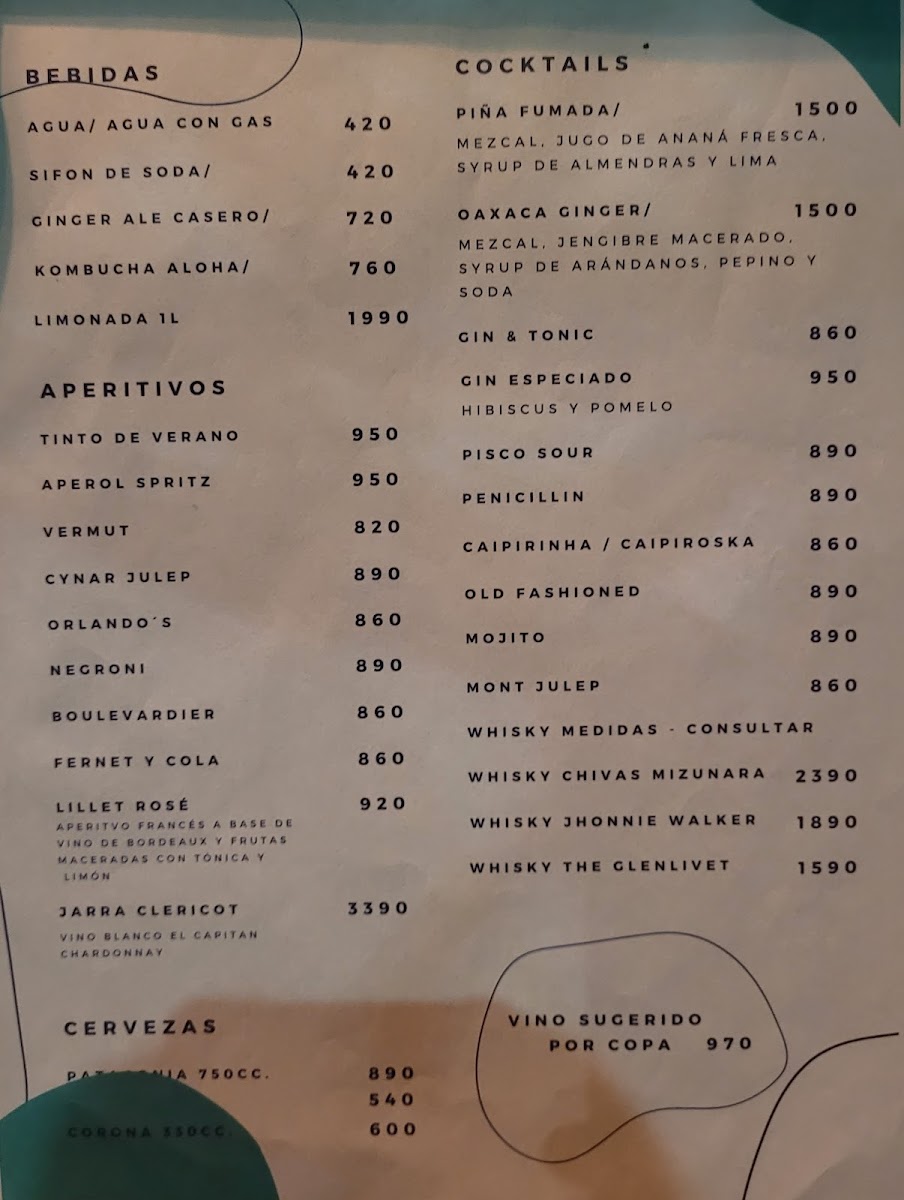 BEBIDAS
AGUA/ AGUA CON GAS 420
SIFON DE SODA/ 420
GINGER ALE CASERO/ 720
KOMBUCHA ALOHA/ 760
LIMONADA 1L 1990
APERITIVOS
TINTO DE VERANO 950
APEROL SPRITZ 950
VERMUT 820
CYNAR JULEP 890
ORLANDO´S 860
NEGRONI 890
BOULEVARDIER 860
FERNET Y COLA 860
LILLET ROSÉ 920
APERITVO FRANCÉS A BASE DE
VINO DE BORDEAUX Y FRUTAS
MACERADAS CON TÓNICA Y
LIMÓN
JARRA CLERICOT 3390
VINO BLANCO EL CAPITAN
CHARDONNAY
CERVEZAS
750CC. 890
540
CORONA 330CC. 600
COCKTAILS
PIÑA FUMADA/ 1500
MEZCAL, JUGO DE ANANÁ FRESCA,
SYRUP DE ALMENDRAS Y LIMA
OAXACA GINGER/ 1500
MEZCAL, JENGIBRE MACERADO,
SYRUP DE ARÁNDANOS, PEPINO Y
SODA
GIN & TONIC 860
GIN ESPECIADO 950
HIBISCUS Y POMELO
PISCO SOUR 890
PENICILLIN 890
CAIPIRINHA / CAIPIROSKA 860
OLD FASHIONED 890
MOJITO 890
MONT JULEP 860
WHISKY MEDIDAS - CONSULTAR
WHISKY CHIVAS MIZUNARA 2390
WHISKY JHONNIE WALKER 1890
WHISKY THE GLENLIVET 1590
VINO SUGERIDO
POR COPA 970